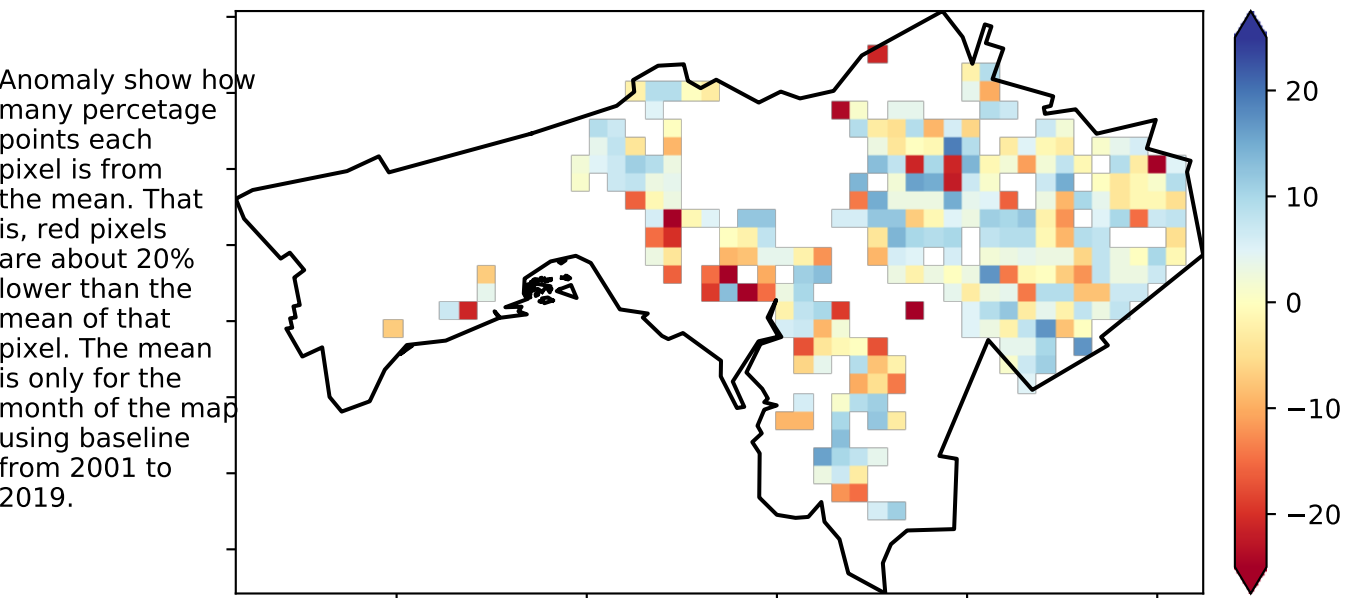 Anomaly show how
many percetage
points each
pixel is from
the mean. That
is, red pixels
are about 20%
lower than the
mean of that
pixel. The mean
is only for the
month of the map
using baseline
from 2001 to
2019.
20
10
0
−10
−20